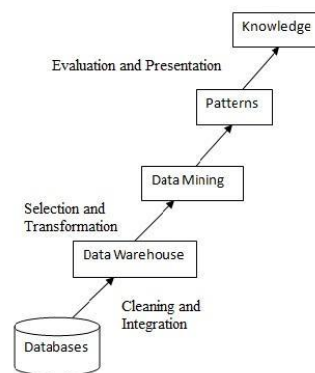 Knowledge
Evaluation and Presentation
Patterns
Data Mining
Selection and
Transformation
Data Warehouse
Cleaning and
Integration
Databases